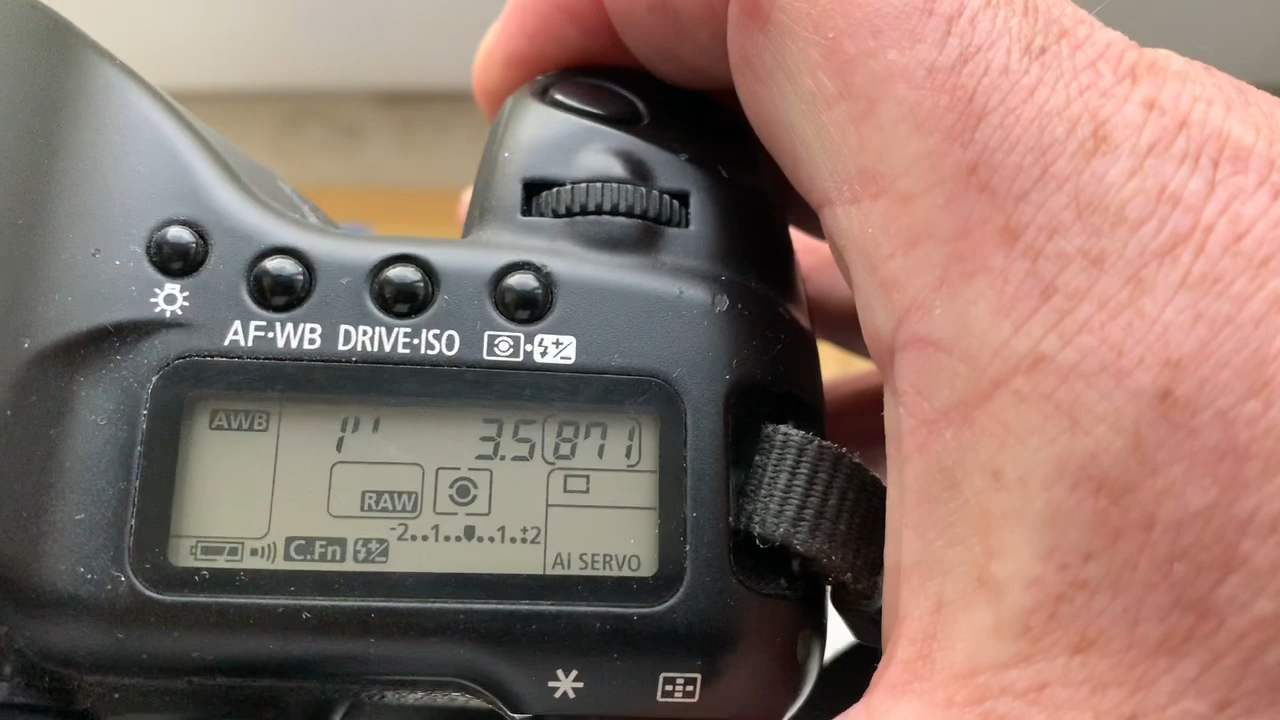 AF•WB DRIVE•ISO
AWB 1" 3.5 [871]
RAW
-2..1..▼..1..+2
C.Fn AI SERVO